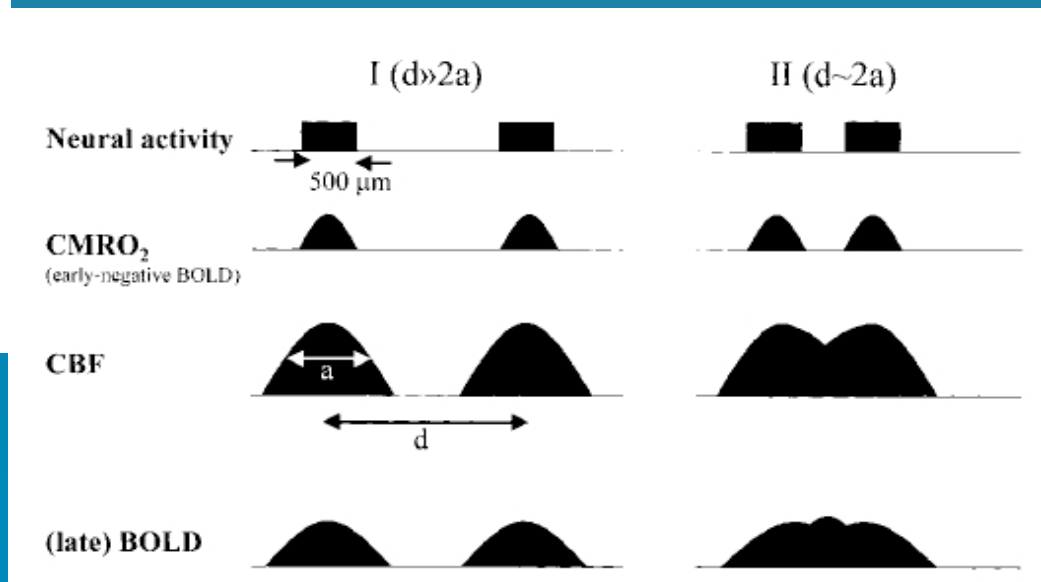 I (d»2a) II (d~2a)
Neural activity
500 μm
CMRO₂
(early-negative BOLD)
CBF
a
d
(late) BOLD